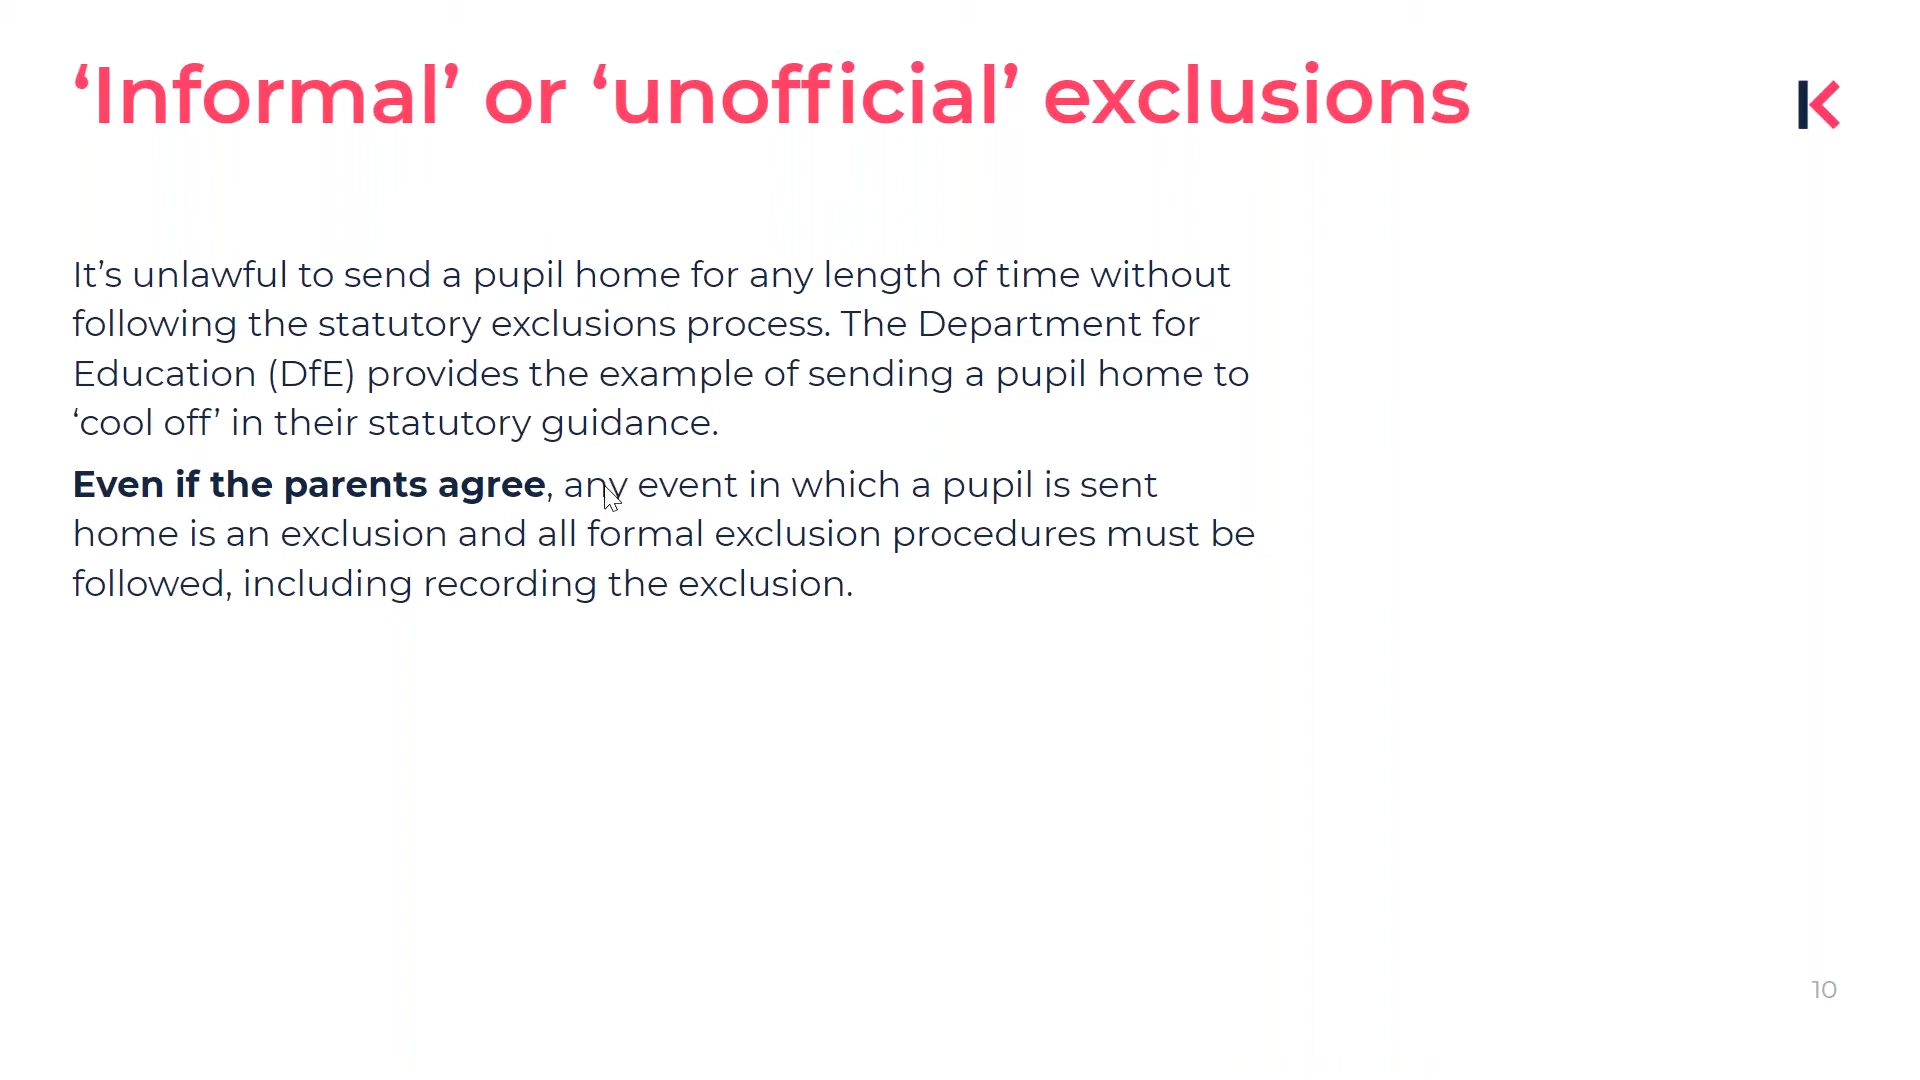 ‘Informal’ or ‘unofficial’ exclusions
It’s unlawful to send a pupil home for any length of time without
following the statutory exclusions process. The Department for
Education (DfE) provides the example of sending a pupil home to
‘cool off’ in their statutory guidance.
Even if the parents agree, any event in which a pupil is sent
home is an exclusion and all formal exclusion procedures must be
followed, including recording the exclusion.
10